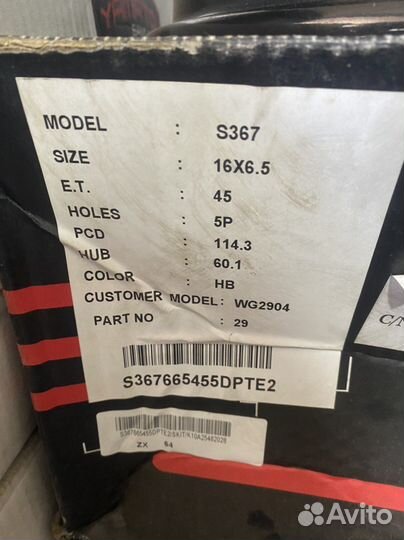 MODEL : S367
SIZE : 16X6.5
E.T. : 45
HOLES : 5P
PCD : 114.3
HUB : 60.1
COLOR : HB
CUSTOMER MODEL: WG2904
PART NO : 29
S367665455DPTE2
ZX 64
C/N
Avito